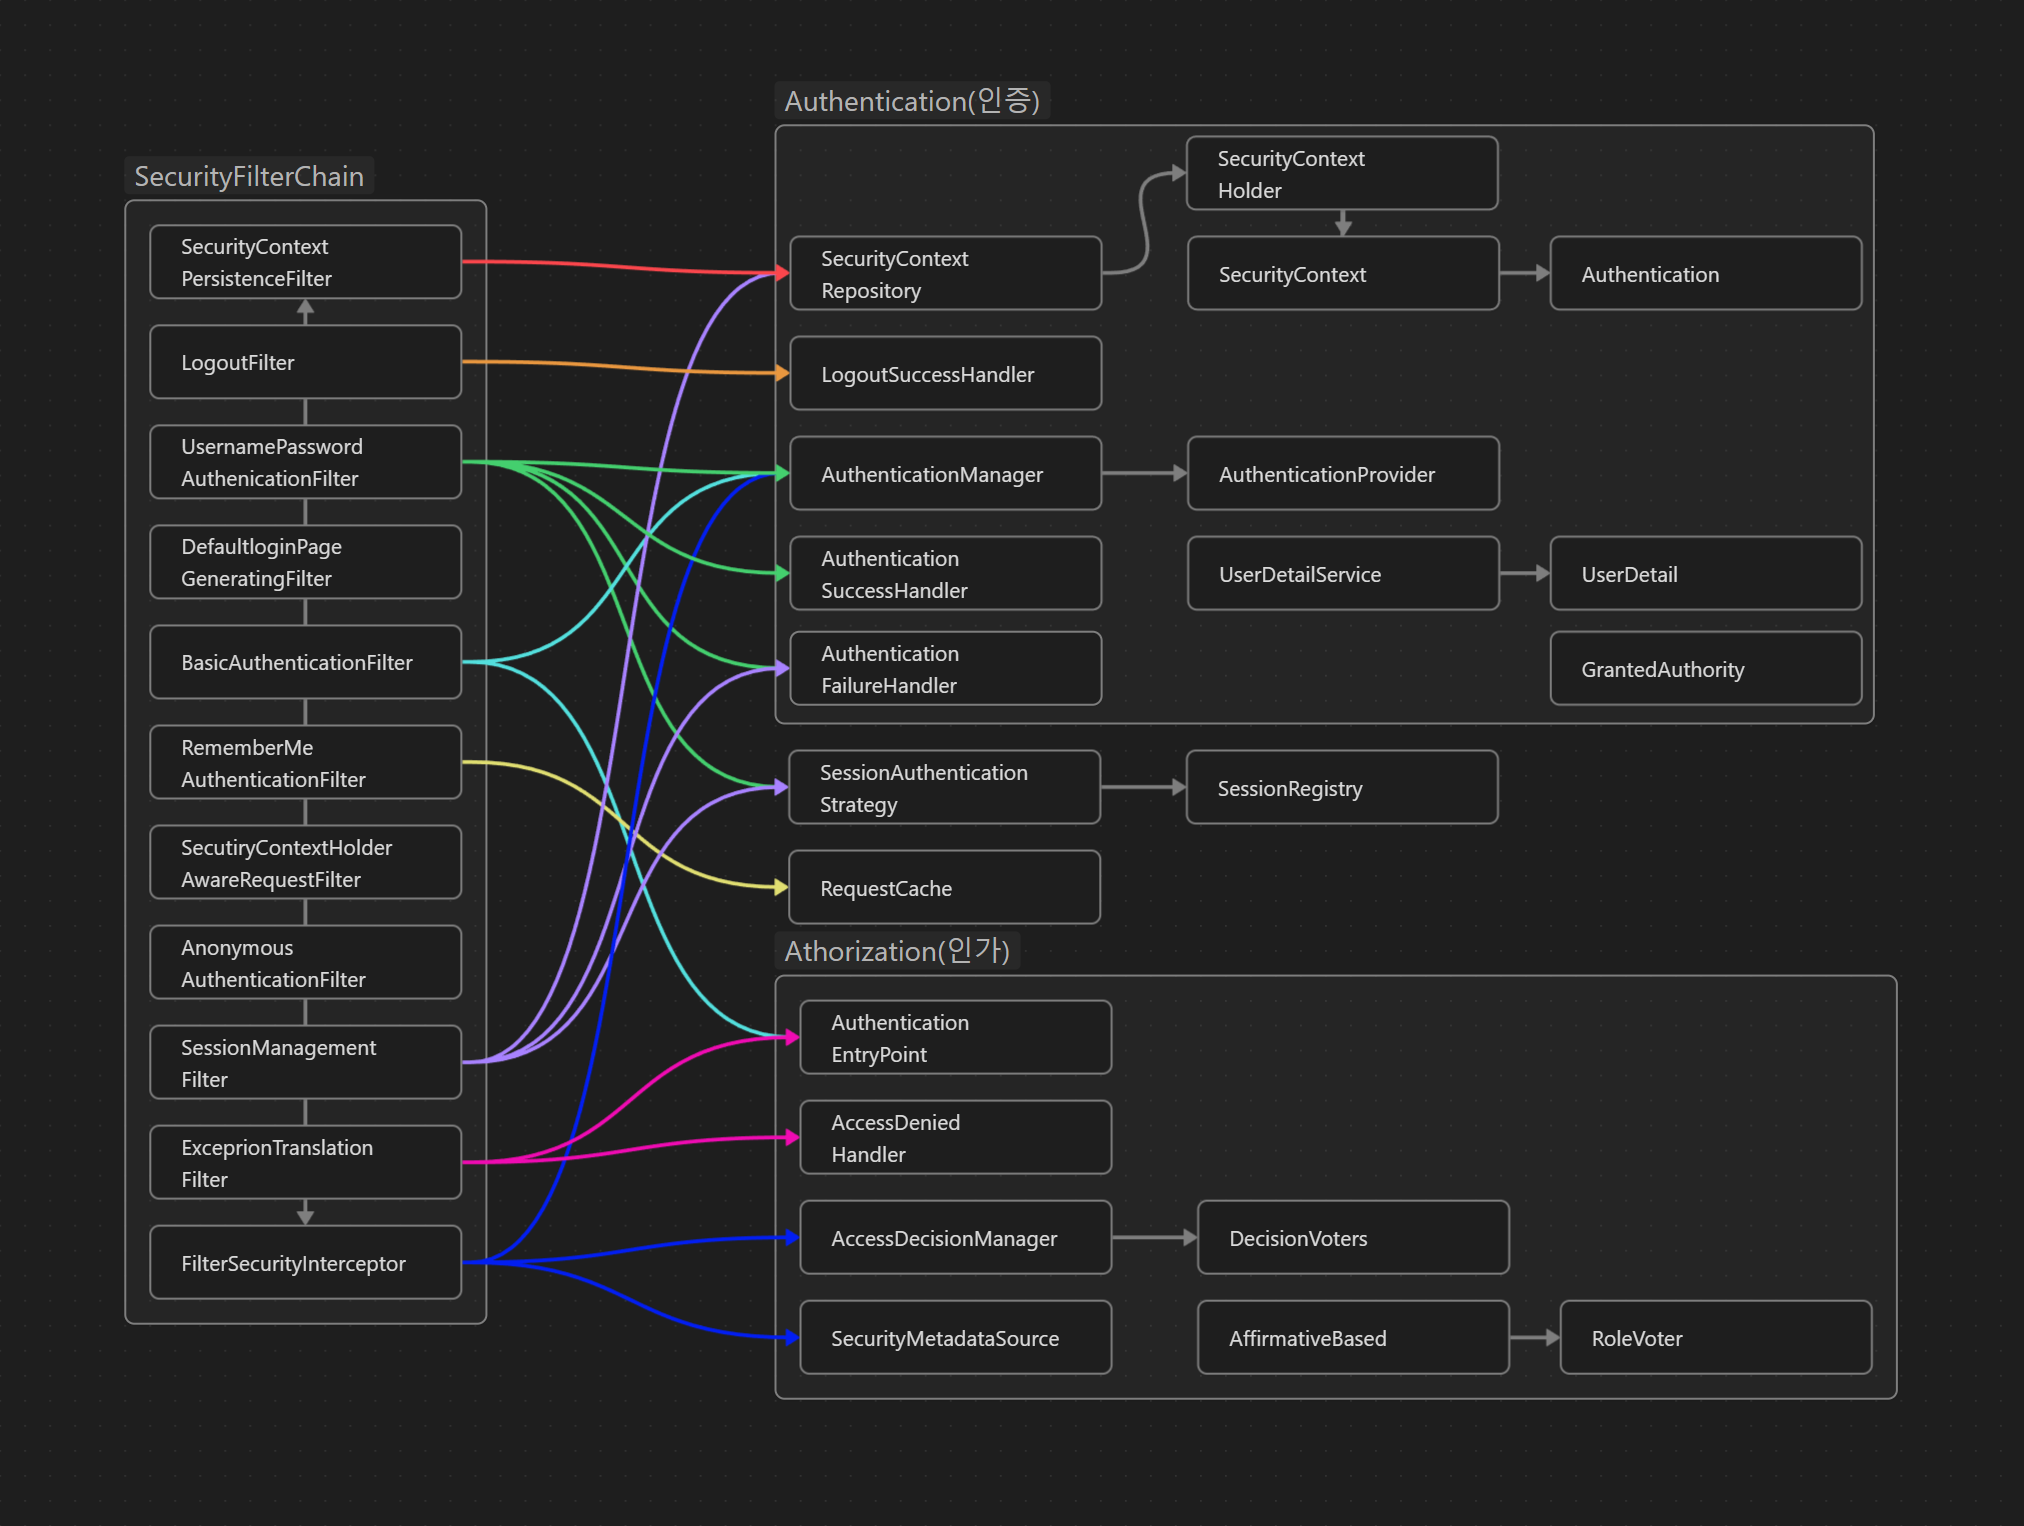 SecurityFilterChain
SecurityContext
PersistenceFilter
LogoutFilter
UsernamePassword
AuthenicationFilter
DefaultloginPage
GeneratingFilter
BasicAuthenticationFilter
RememberMe
AuthenticationFilter
SecutiryContextHolder
AwareRequestFilter
Anonymous
AuthenticationFilter
SessionManagement
Filter
ExceprionTranslation
Filter
FilterSecurityInterceptor
Authentication(인증)
SecurityContext
Holder
SecurityContext
Repository
SecurityContext
Authentication
LogoutSuccessHandler
AuthenticationManager
AuthenticationProvider
Authentication
SuccessHandler
UserDetailService
UserDetail
Authentication
FailureHandler
GrantedAuthority
SessionAuthentication
Strategy
SessionRegistry
RequestCache
Athorization(인가)
Authentication
EntryPoint
AccessDenied
Handler
AccessDecisionManager
DecisionVoters
SecurityMetadataSource
AffirmativeBased
RoleVoter